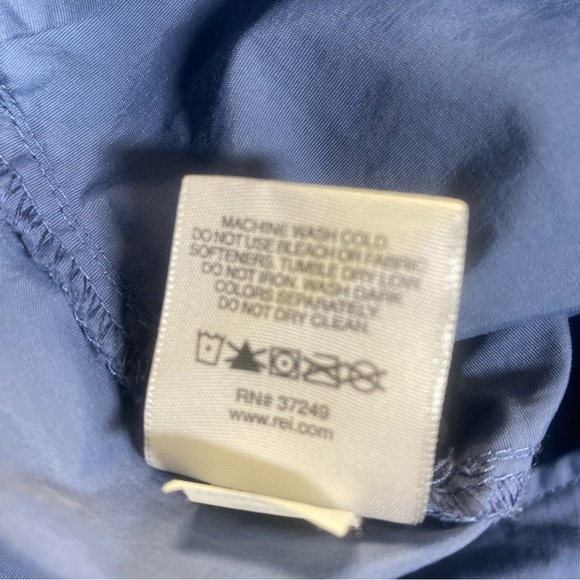 MACHINE WASH COLD.
DO NOT USE BLEACH OR FABRIC
SOFTENERS. TUMBLE DRY LOW.
DO NOT IRON. WASH DARK
COLORS SEPARATELY.
DO NOT DRY CLEAN.
RN# 37249
www.rei.com